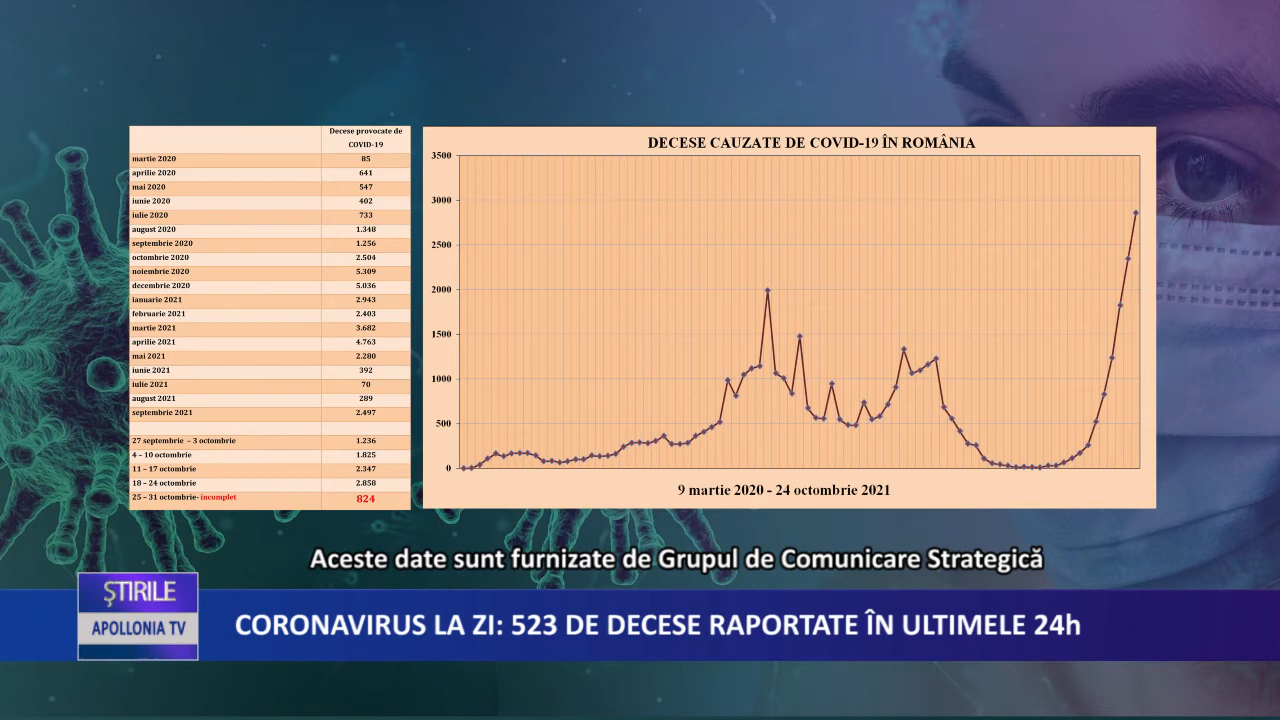 Decese provocate de
COVID-19
martie 2020 85
aprilie 2020 641
mai 2020 547
iunie 2020 402
iulie 2020 733
august 2020 1.348
septembrie 2020 1.256
octombrie 2020 2.504
noiembrie 2020 5.309
decembrie 2020 5.036
ianuarie 2021 2.943
februarie 2021 2.403
martie 2021 3.682
aprilie 2021 4.763
mai 2021 2.280
iunie 2021 392
iulie 2021 70
august 2021 289
septembrie 2021 2.497
27 septembrie – 3 octombrie 1.236
4 – 10 octombrie 1.825
11 – 17 octombrie 2.347
18 – 24 octombrie 2.858
25 – 31 octombrie- incomplet 824
DECESE CAUZATE DE COVID-19 ÎN ROMÂNIA
3500
3000
2500
2000
1500
1000
500
0
9 martie 2020 - 24 octombrie 2021
Aceste date sunt furnizate de Grupul de Comunicare Strategică
ŞTIRILE
APOLLONIA TV
CORONAVIRUS LA ZI: 523 DE DECESE RAPORTATE ÎN ULTIMELE 24h